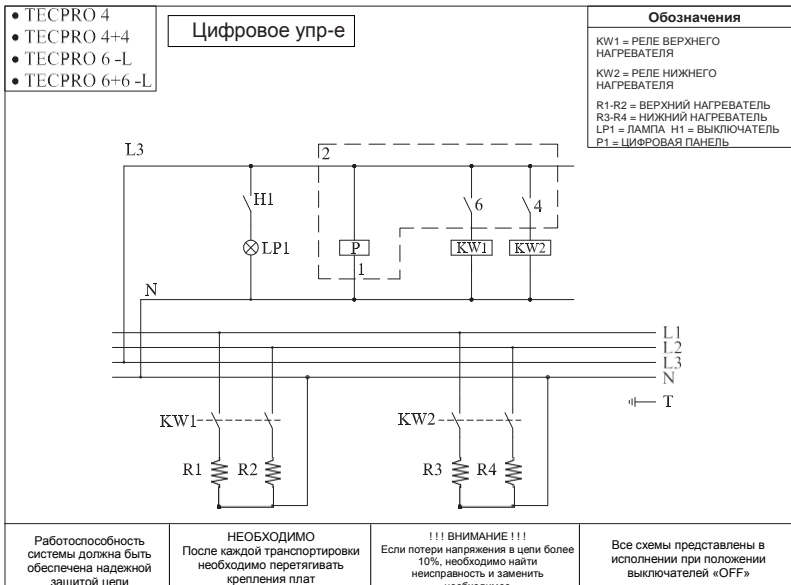 • TECPRO 4
• TECPRO 4+4
• TECPRO 6 -L
• TECPRO 6+6 -L
Цифровое упр-е
Обозначения
KW1 = РЕЛЕ ВЕРХНЕГО
НАГРЕВАТЕЛЯ
KW2 = РЕЛЕ НИЖНЕГО
НАГРЕВАТЕЛЯ
R1-R2 = ВЕРХНИЙ НАГРЕВАТЕЛЬ
R3-R4 = НИЖНИЙ НАГРЕВАТЕЛЬ
LP1 = ЛАМПА H1 = ВЫКЛЮЧАТЕЛЬ
P1 = ЦИФРОВАЯ ПАНЕЛЬ
L3
2
H1
6
4
LP1
P
KW1
KW2
1
N
L1
L2
L3
N
T
KW1
KW2
R1
R2
R3
R4
Работоспособность
системы должна быть
обеспечена надежной
защитой цепи
НЕОБХОДИМО
После каждой транспортировки
необходимо перетягивать
крепления плат
!!! ВНИМАНИЕ !!!
Если потери напряжения в цепи более
10%, необходимо найти
неисправность и заменить
необходимое
Все схемы представлены в
исполнении при положении
выключателей «OFF»